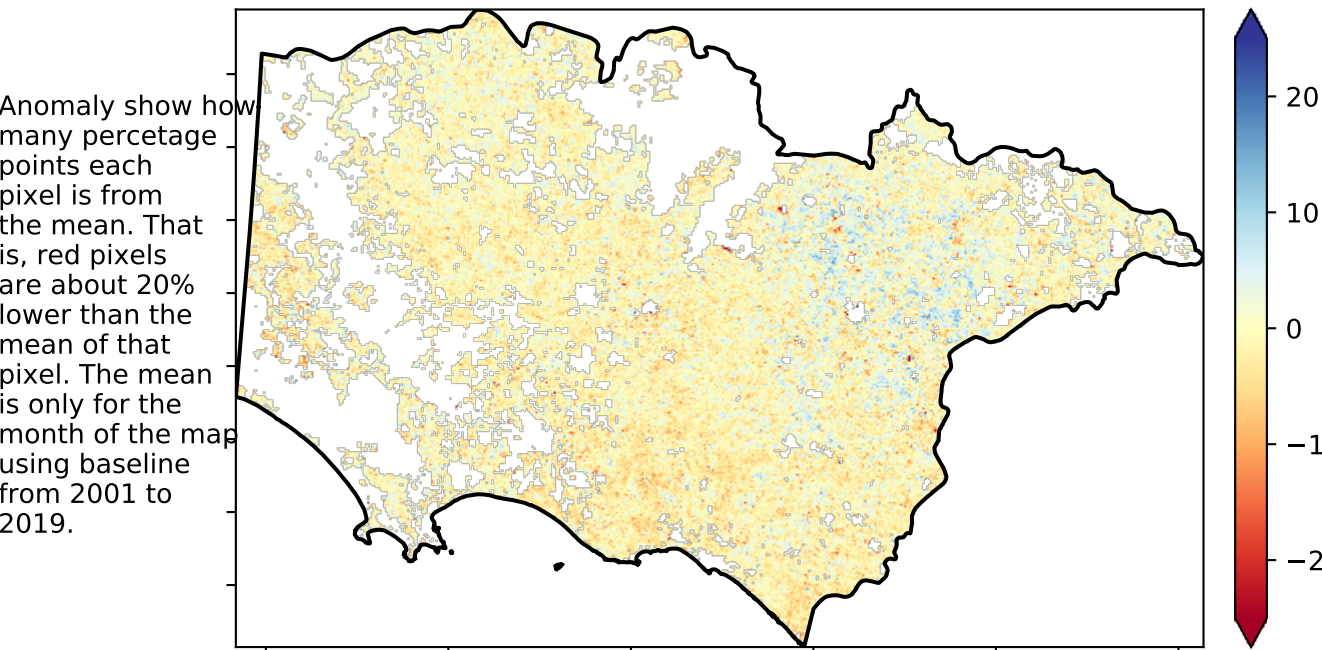 Anomaly show how
many percetage
points each
pixel is from
the mean. That
is, red pixels
are about 20%
lower than the
mean of that
pixel. The mean
is only for the
month of the map
using baseline
from 2001 to
2019.
20
10
0
−1
−2